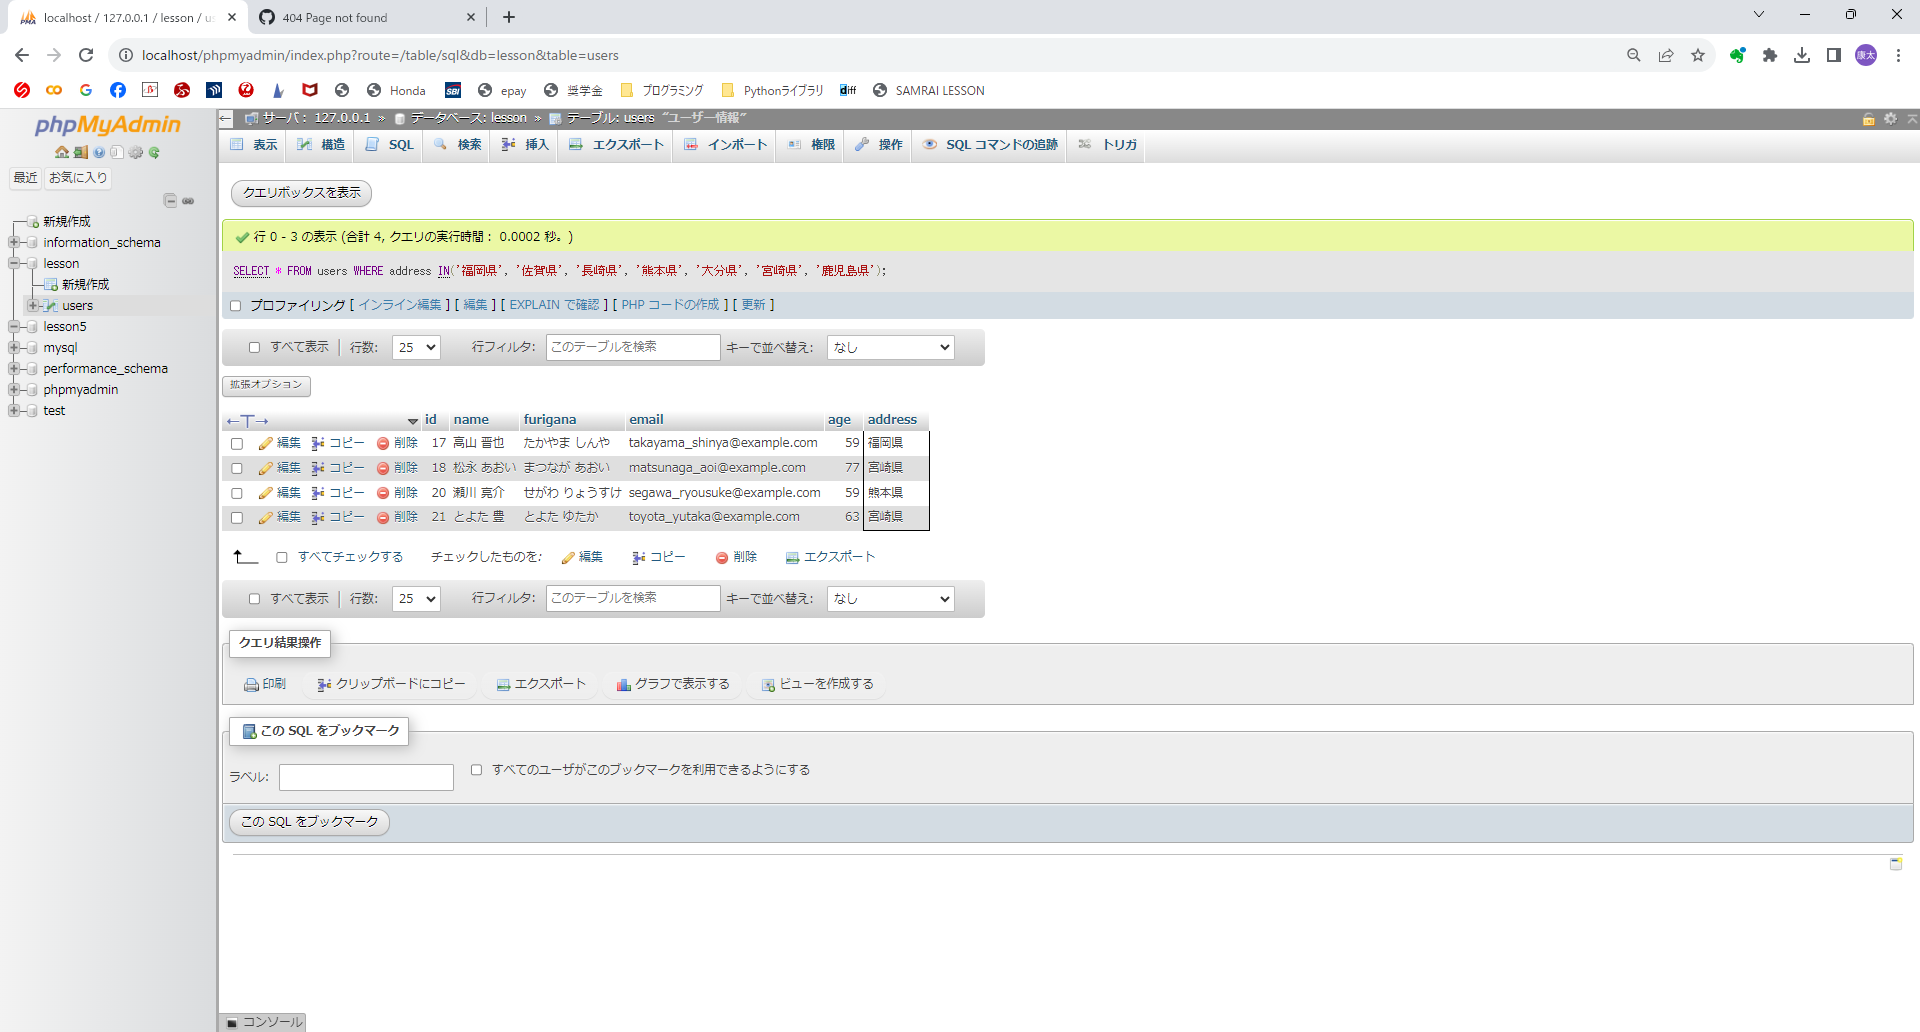 localhost / 127.0.0.1 / lesson / us
404 Page not found
localhost/phpmyadmin/index.php?route=/table/sql&db=lesson&table=users
康太
Honda
SBI
epay
奨学金
プログラミング
Pythonライブラリ
diff
SAMRAI LESSON
phpMyAdmin
最近
お気に入り
新規作成
information_schema
lesson
新規作成
users
lesson5
mysql
performance_schema
phpmyadmin
test
サーバ: 127.0.0.1 » データベース: lesson » テーブル: users "ユーザー情報"
表示
構造
SQL
検索
挿入
エクスポート
インポート
権限
操作
SQL コマンドの追跡
トリガ
クエリボックスを表示
行 0 - 3 の表示 (合計 4, クエリの実行時間: 0.0002 秒。)
SELECT * FROM users WHERE address IN('福岡県', '佐賀県', '長崎県', '熊本県', '大分県', '宮崎県', '鹿児島県');
プロファイリング [ インライン編集 ] [ 編集 ] [ EXPLAIN で確認 ] [ PHP コードの作成 ] [ 更新 ]
すべて表示 行数: 25 行フィルタ: このテーブルを検索 キーで並べ替え: なし
拡張オプション
←T→ id name furigana email age address
編集 コピー 削除 17 高山 晋也 たかやま しんや takayama_shinya@example.com 59 福岡県
編集 コピー 削除 18 松永 あおい まつなが あおい matsunaga_aoi@example.com 77 宮崎県
編集 コピー 削除 20 瀬川 亮介 せがわ りょうすけ segawa_ryousuke@example.com 59 熊本県
編集 コピー 削除 21 とよた 豊 とよた ゆたか toyota_yutaka@example.com 63 宮崎県
すべてチェックする チェックしたものを: 編集 コピー 削除 エクスポート
すべて表示 行数: 25 行フィルタ: このテーブルを検索 キーで並べ替え: なし
クエリ結果操作
印刷 クリップボードにコピー エクスポート グラフで表示する ビューを作成する
この SQL をブックマーク
ラベル: すべてのユーザがこのブックマークを利用できるようにする
この SQL をブックマーク
コンソール